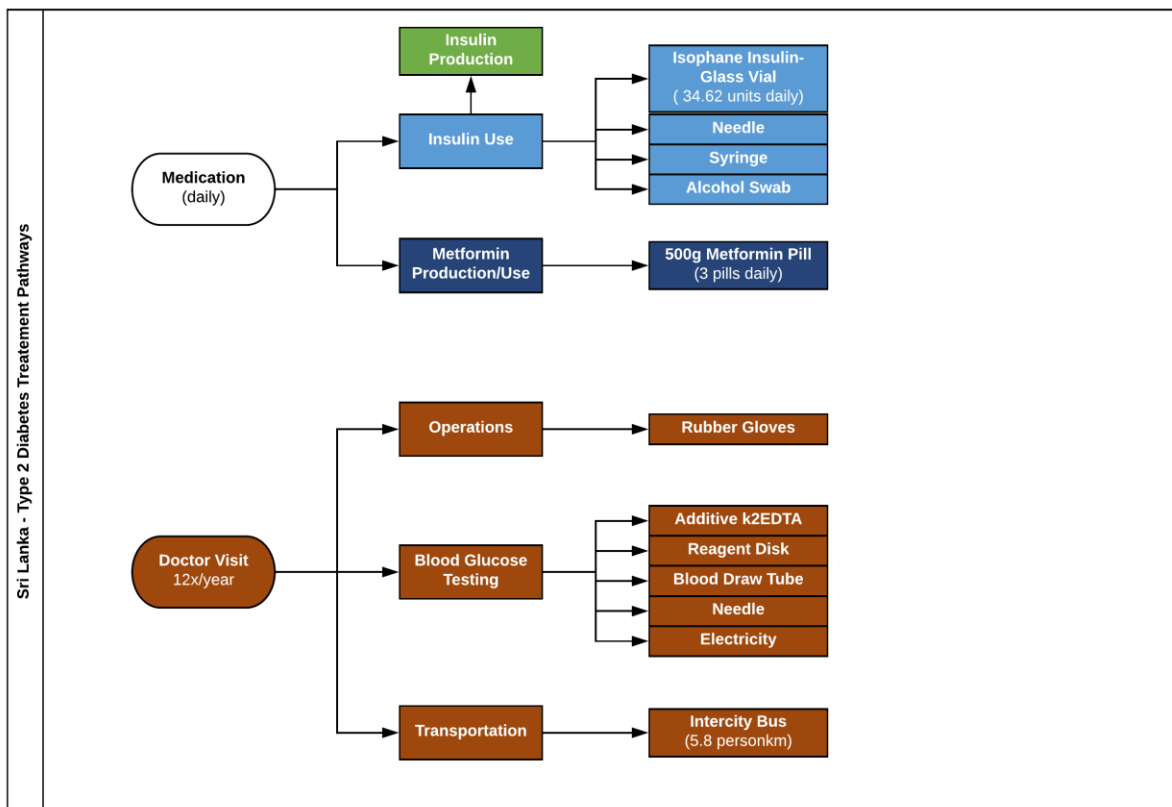 Sri Lanka - Type 2 Diabetes Treatement Pathways
Insulin
Production
Isophane Insulin-
Glass Vial
( 34.62 units daily)
Insulin Use
Needle
Syringe
Alcohol Swab
Medication
(daily)
Metformin
Production/Use
500g Metformin Pill
(3 pills daily)
Operations
Rubber Gloves
Doctor Visit
12x/year
Blood Glucose
Testing
Additive k2EDTA
Reagent Disk
Blood Draw Tube
Needle
Electricity
Transportation
Intercity Bus
(5.8 personkm)